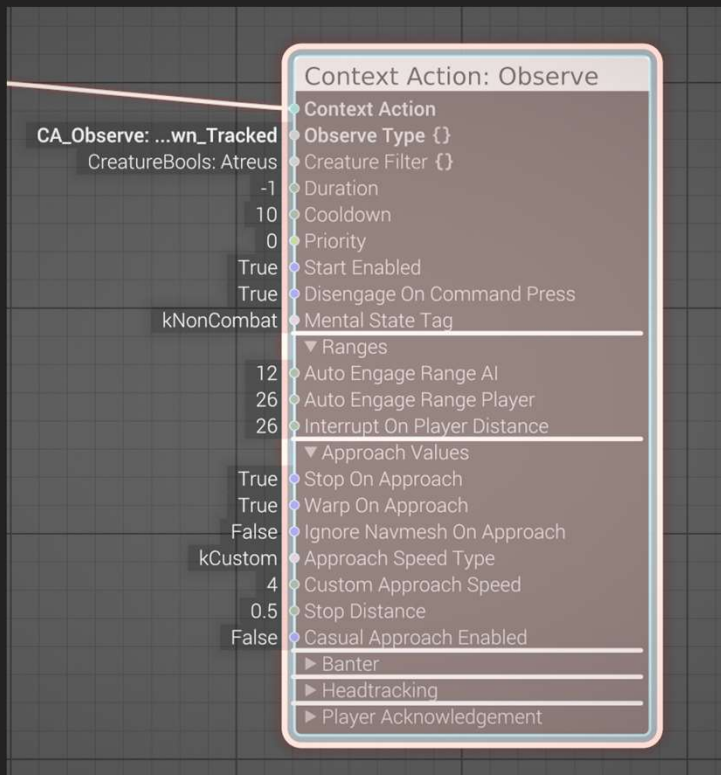 Context Action: Observe
Context Action
CA_Observe: ...wn_Tracked Observe Type {}
CreatureBools: Atreus Creature Filter {}
-1 Duration
10 Cooldown
0 Priority
True Start Enabled
True Disengage On Command Press
kNonCombat Mental State Tag
▼ Ranges
12 Auto Engage Range AI
26 Auto Engage Range Player
26 Interrupt On Player Distance
▼ Approach Values
True Stop On Approach
True Warp On Approach
False Ignore Navmesh On Approach
kCustom Approach Speed Type
4 Custom Approach Speed
0.5 Stop Distance
False Casual Approach Enabled
▶ Banter
▶ Headtracking
▶ Player Acknowledgement